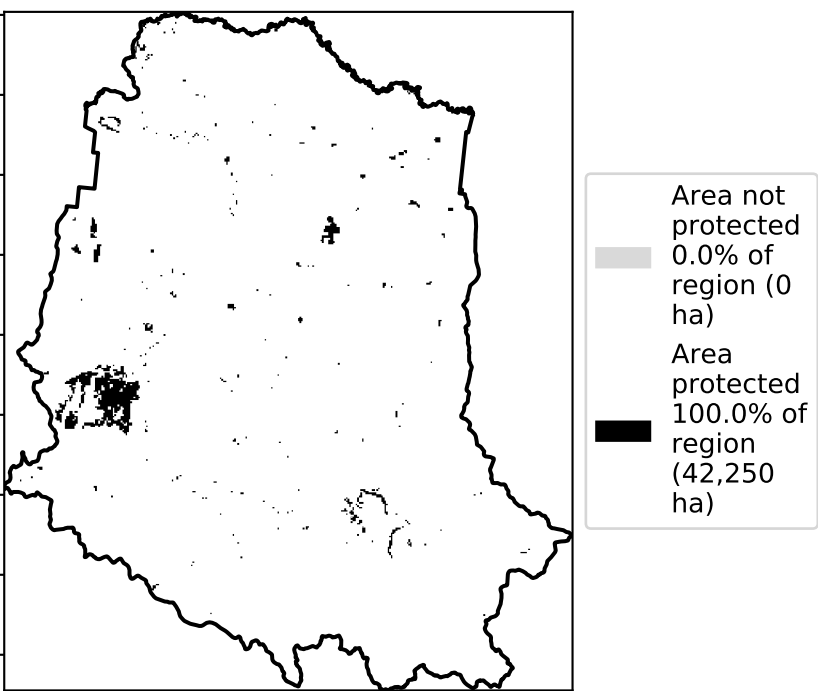 Area not
protected
0.0% of
region (0
ha)
Area
protected
100.0% of
region
(42,250
ha)